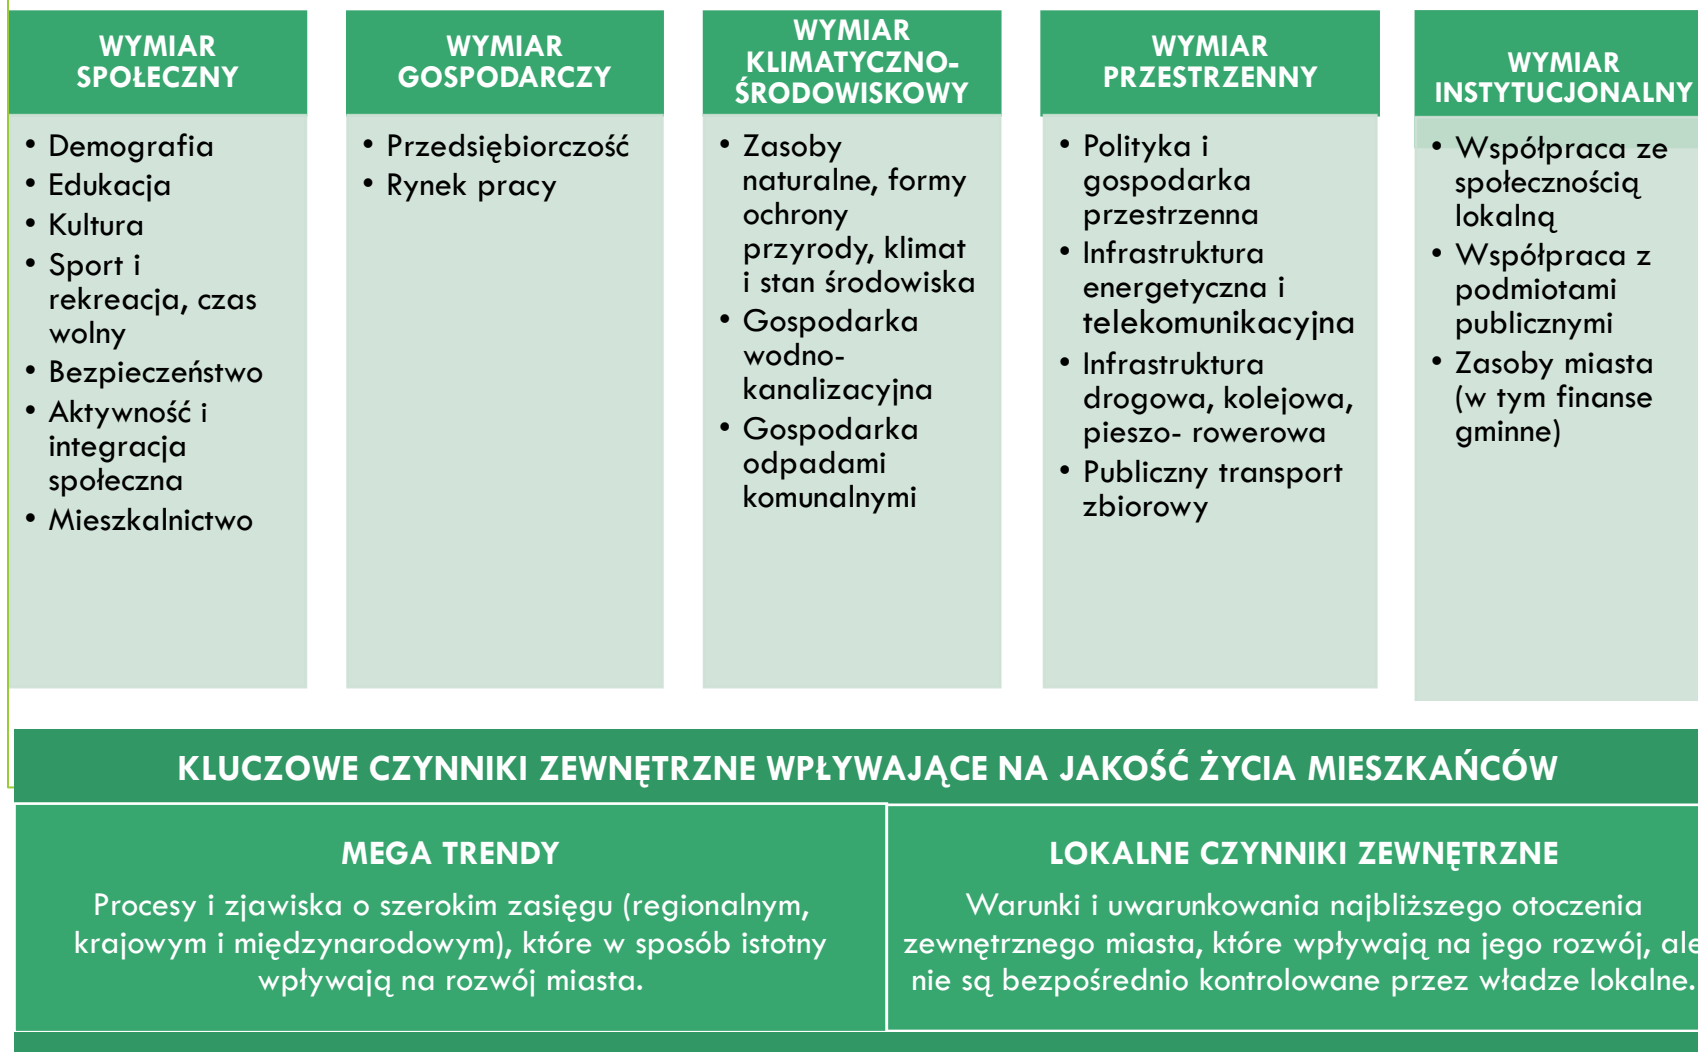 WYMIAR
SPOŁECZNY
• Demografia
• Edukacja
• Kultura
• Sport i
rekreacja, czas
wolny
• Bezpieczeństwo
• Aktywność i
integracja
społeczna
• Mieszkalnictwo
WYMIAR
GOSPODARCZY
• Przedsiębiorczość
• Rynek pracy
WYMIAR
KLIMATYCZNO-
ŚRODOWISKOWY
• Zasoby
naturalne, formy
ochrony
przyrody, klimat
i stan środowiska
• Gospodarka
wodno-
kanalizacyjna
• Gospodarka
odpadami
komunalnymi
WYMIAR
PRZESTRZENNY
• Polityka i
gospodarka
przestrzenna
• Infrastruktura
energetyczna i
telekomunikacyjna
• Infrastruktura
drogowa, kolejowa,
pieszo- rowerowa
• Publiczny transport
zbiorowy
WYMIAR
INSTYTUCJONALNY
• Współpraca ze
społecznością
lokalną
• Współpraca z
podmiotami
publicznymi
• Zasoby miasta
(w tym finanse
gminne)
KLUCZOWE CZYNNIKI ZEWNĘTRZNE WPŁYWAJĄCE NA JAKOŚĆ ŻYCIA MIESZKAŃCÓW
MEGA TRENDY
Procesy i zjawiska o szerokim zasięgu (regionalnym,
krajowym i międzynarodowym), które w sposób istotny
wpływają na rozwój miasta.
LOKALNE CZYNNIKI ZEWNĘTRZNE
Warunki i uwarunkowania najbliższego otoczenia
zewnętrznego miasta, które wpływają na jego rozwój, ale
nie są bezpośrednio kontrolowane przez władze lokalne.